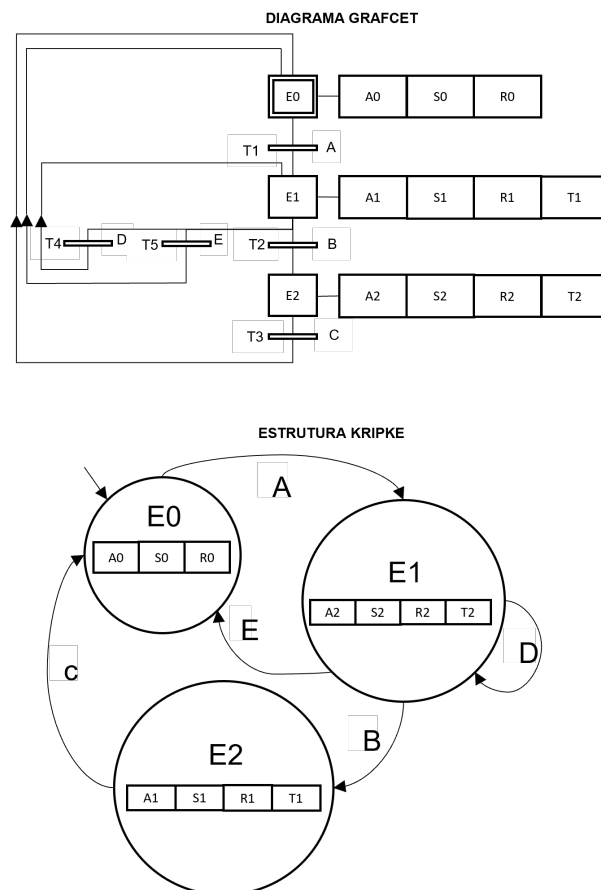 DIAGRAMA GRAFCET
E0 A0 S0 R0
T1 A
E1 A1 S1 R1 T1
T4 D T5 E T2 B
E2 A2 S2 R2 T2
T3 C
ESTRUTURA KRIPKE
A
E0
A0 S0 R0
E1
A2 S2 R2 T2
E
D
c
B
E2
A1 S1 R1 T1